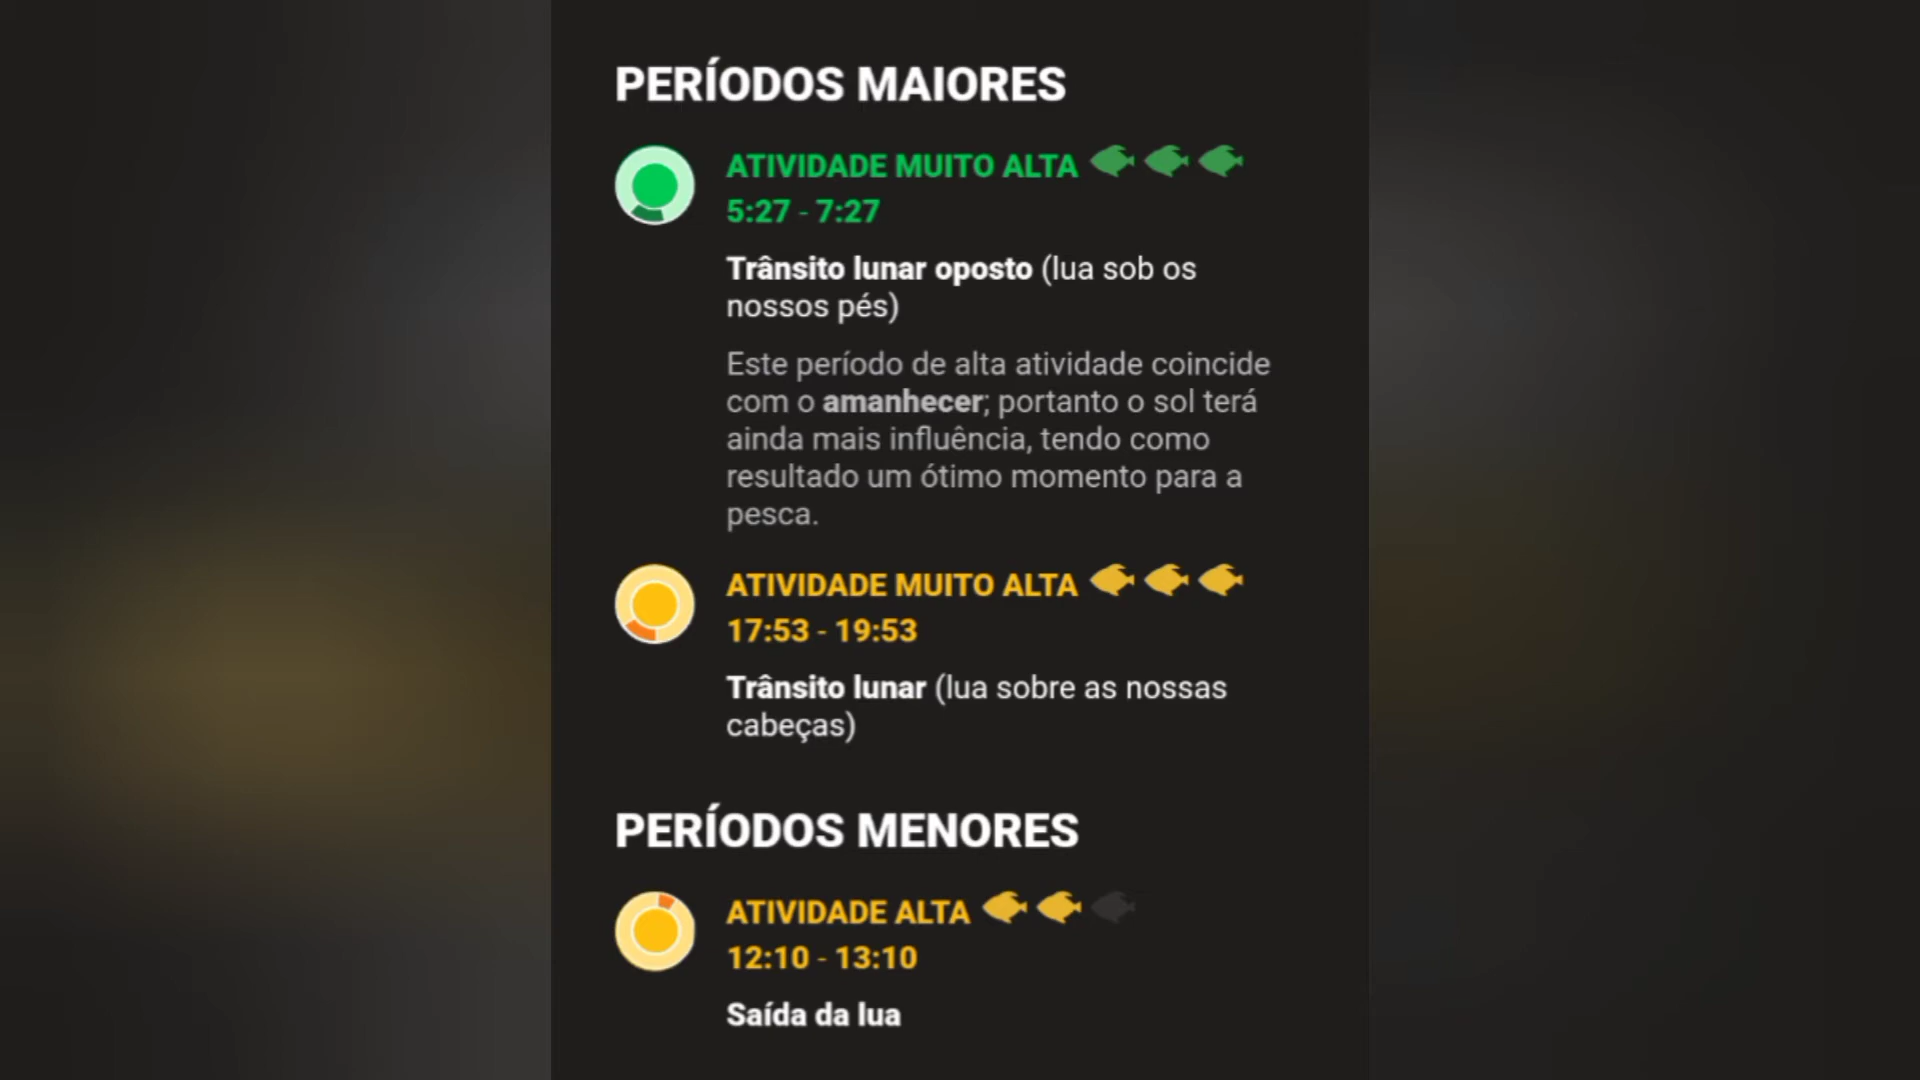 PERÍODOS MAIORES
ATIVIDADE MUITO ALTA
5:27 - 7:27
Trânsito lunar oposto (lua sob os
nossos pés)
Este período de alta atividade coincide
com o amanhecer; portanto o sol terá
ainda mais influência, tendo como
resultado um ótimo momento para a
pesca.
ATIVIDADE MUITO ALTA
17:53 - 19:53
Trânsito lunar (lua sobre as nossas
cabeças)
PERÍODOS MENORES
ATIVIDADE ALTA
12:10 - 13:10
Saída da lua